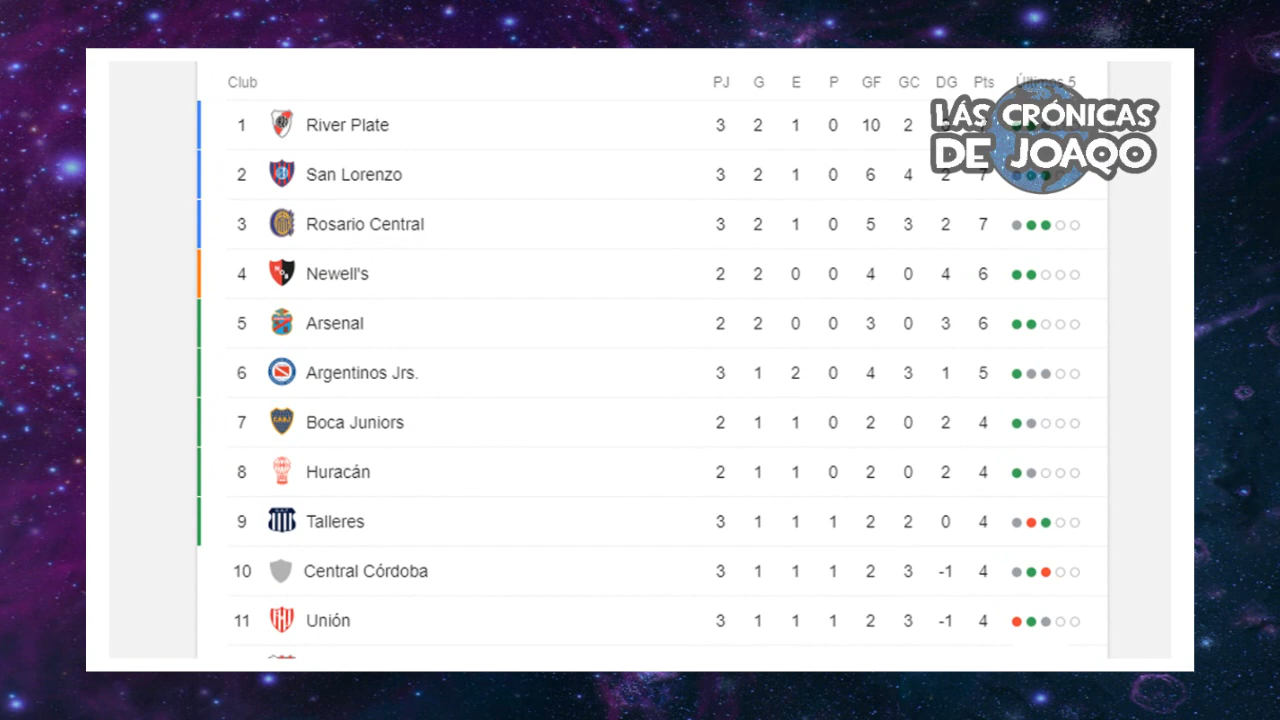 Club PJ G E P GF GC DG Pts Últimos 5
LÁS CRÓNICAS
DE JOAQO
1 River Plate 3 2 1 0 10 2
2 San Lorenzo 3 2 1 0 6 4 2 7
3 Rosario Central 3 2 1 0 5 3 2 7
4 Newell's 2 2 0 0 4 0 4 6
5 Arsenal 2 2 0 0 3 0 3 6
6 Argentinos Jrs. 3 1 2 0 4 3 1 5
7 Boca Juniors 2 1 1 0 2 0 2 4
8 Huracán 2 1 1 0 2 0 2 4
9 Talleres 3 1 1 1 2 2 0 4
10 Central Córdoba 3 1 1 1 2 3 -1 4
11 Unión 3 1 1 1 2 3 -1 4